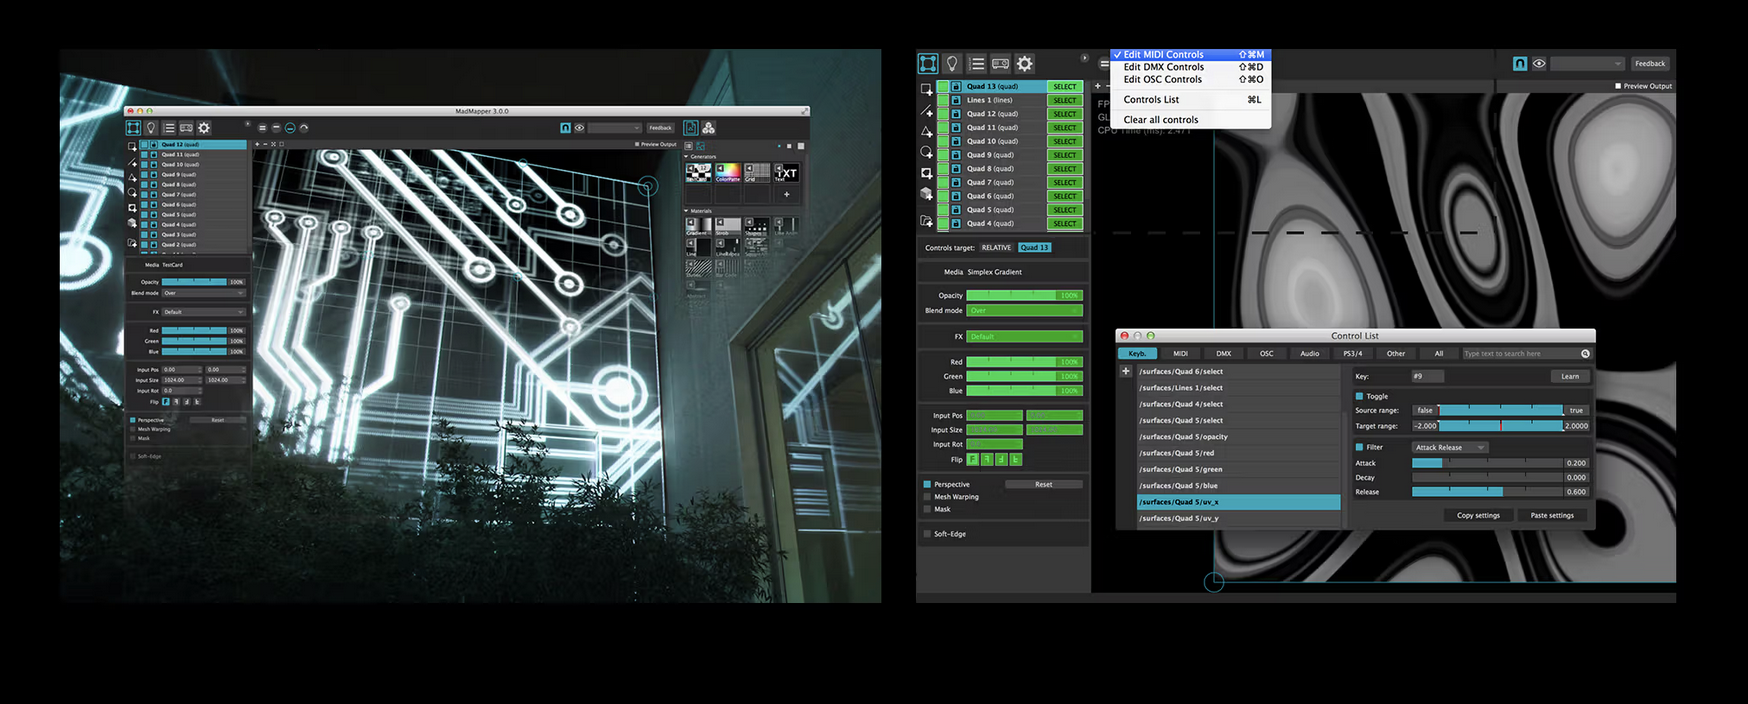 MadMapper 3.0.0
Feedback
Preview Output
Quad 12 (quad)
Quad 11 (quad)
Quad 10 (quad)
Quad 9 (quad)
Quad 8 (quad)
Quad 7 (quad)
Quad 6 (quad)
Quad 5 (quad)
Quad 4 (quad)
Quad 3 (quad)
Quad 2 (quad)
Media TestCard
Opacity 100%
Blend mode Over
FX Default
Red 100%
Green 100%
Blue 100%
Input Pos 0.00 0.00
Input Size 1024.00 1024.00
Input Rot 0.0
Flip
Perspective Reset
Mesh Warping
Mask
Soft-Edge
Generators
TestCard ColorPatte Grid Text
TXT
Materials
Gradient Strob Shapes Line Anim
Line LineRepea
✓ Edit MIDI Controls ⇧⌘M
Edit DMX Controls ⇧⌘D
Edit OSC Controls ⇧⌘O
Controls List ⌘L
Clear all controls
Feedback
Preview Output
CPU Time (ms): 2.471
Quad 13 (quad) SELECT
Lines 1 (lines) SELECT
Quad 12 (quad) SELECT
Quad 11 (quad) SELECT
Quad 10 (quad) SELECT
Quad 9 (quad) SELECT
Quad 8 (quad) SELECT
Quad 7 (quad) SELECT
Quad 6 (quad) SELECT
Quad 5 (quad) SELECT
Quad 4 (quad) SELECT
Controls target: RELATIVE Quad 13
Media Simplex Gradient
Opacity 100%
Blend mode Over
FX Default
Red 100%
Green 100%
Blue 100%
Input Pos
Input Size
Input Rot
Flip
Perspective Reset
Mesh Warping
Mask
Soft-Edge
Control List
Keyb. MIDI DMX OSC Audio PS3/4 Other All Type text to search here
/surfaces/Quad 6/select
/surfaces/Lines 1/select
/surfaces/Quad 4/select
/surfaces/Quad 5/select
/surfaces/Quad 5/opacity
/surfaces/Quad 5/red
/surfaces/Quad 5/green
/surfaces/Quad 5/blue
/surfaces/Quad 5/uv_x
/surfaces/Quad 5/uv_y
Key: #9 Learn
Toggle
Source range: false true
Target range: -2.000 2.0000
Filter Attack Release
Attack 0.200
Decay 0.000
Release 0.600
Copy settings Paste settings